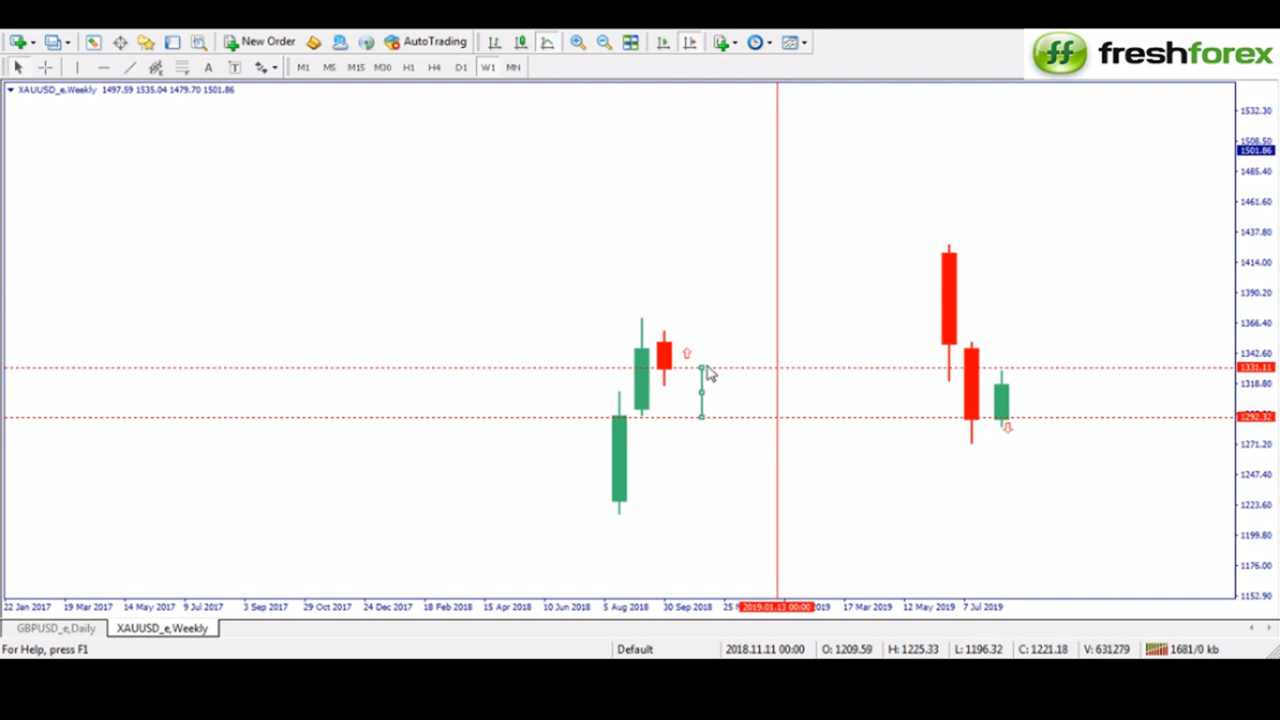 New Order AutoTrading
ff freshforex
A T M1 M5 M15 M30 H1 H4 D1 W1 MN
XAUUSD_e,Weekly 1497.59 1535.04 1479.70 1501.86
1532.30
1508.50
1501.86
1485.40
1461.60
1437.80
1414.00
1390.20
1366.40
1342.60
1331.11
1318.80
1292.32
1271.20
1247.40
1223.60
1199.80
1176.00
1152.90
22 Jan 2017 19 Mar 2017 14 May 2017 9 Jul 2017 3 Sep 2017 29 Oct 2017 24 Dec 2017 18 Feb 2018 15 Apr 2018 10 Jun 2018 5 Aug 2018 30 Sep 2018 25 2019.01.13 00:00 2019 17 Mar 2019 12 May 2019 7 Jul 2019
GBPUSD_e,Daily XAUUSD_e,Weekly
For Help, press F1 Default 2018.11.11 00:00 O: 1209.59 H: 1225.33 L: 1196.32 C: 1221.18 V: 631279 1681/0 kb